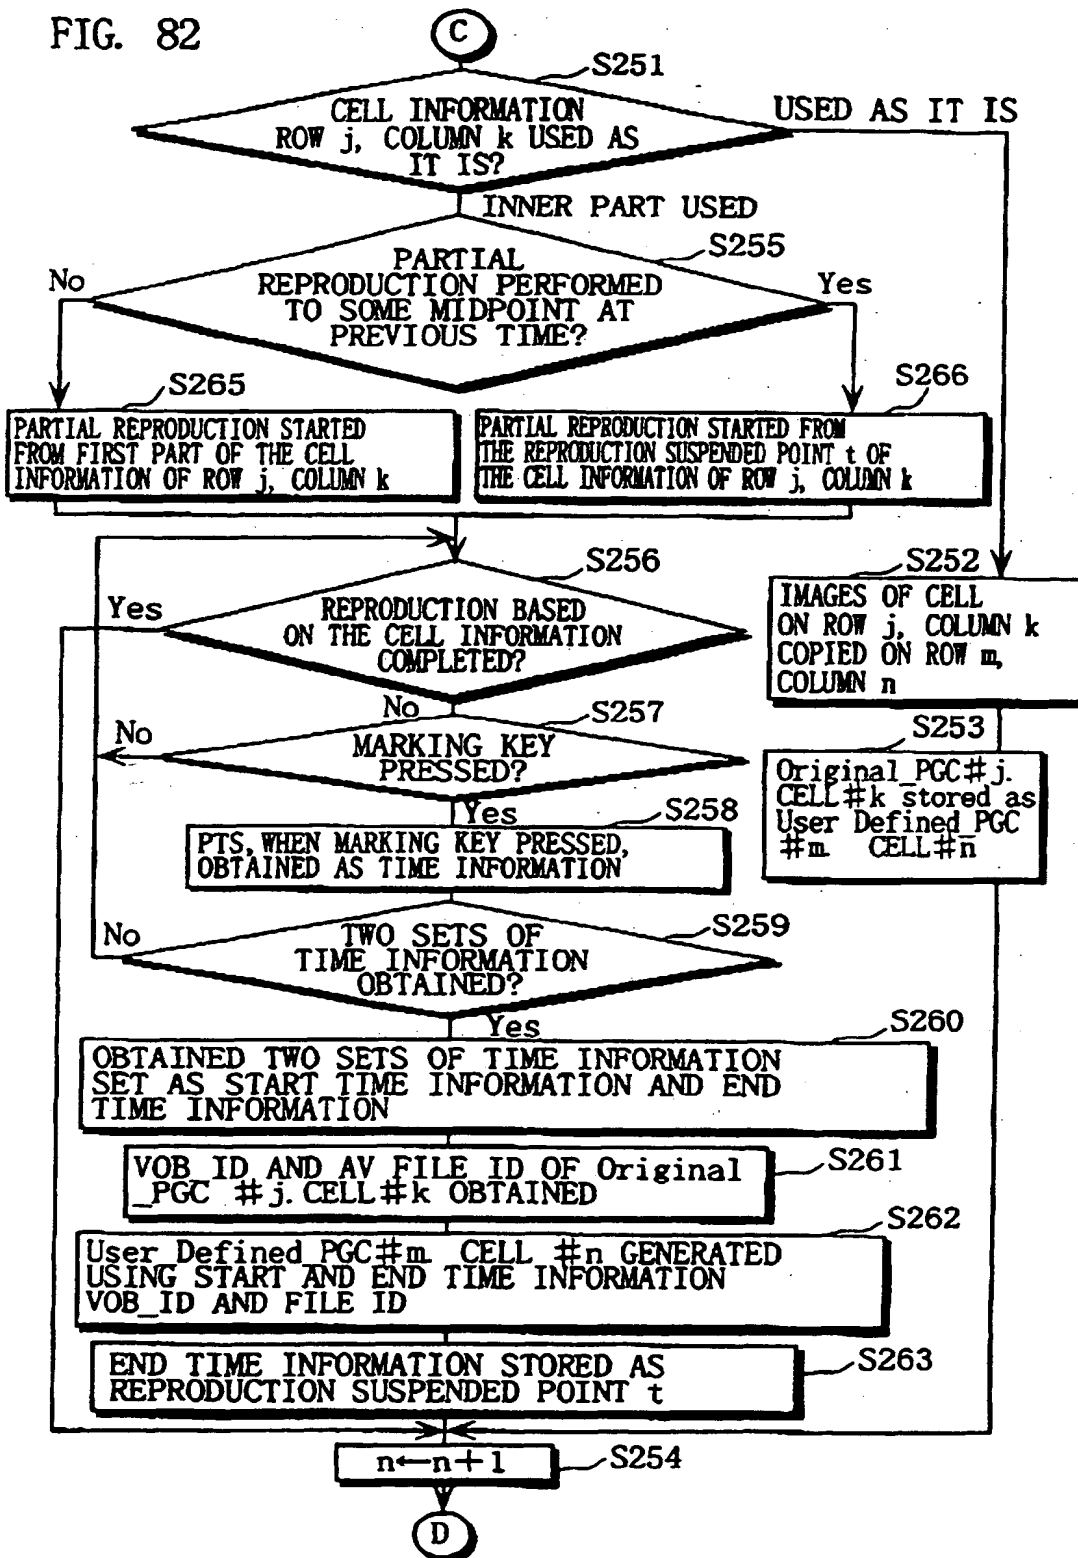 FIG. 82
C
S251
CELL INFORMATION
ROW j, COLUMN k USED AS
IT IS?
USED AS IT IS
INNER PART USED
S255
PARTIAL
REPRODUCTION PERFORMED
TO SOME MIDPOINT AT
PREVIOUS TIME?
No
Yes
S265
PARTIAL REPRODUCTION STARTED
FROM FIRST PART OF THE CELL
INFORMATION OF ROW j, COLUMN k
S266
PARTIAL REPRODUCTION STARTED FROM
THE REPRODUCTION SUSPENDED POINT t OF
THE CELL INFORMATION OF ROW j, COLUMN k
S256
Yes
REPRODUCTION BASED
ON THE CELL INFORMATION
COMPLETED?
S252
IMAGES OF CELL
ON ROW j, COLUMN k
COPIED ON ROW m,
COLUMN n
No
S257
No
MARKING KEY
PRESSED?
S253
Original_PGC#j.
CELL#k stored as
User Defined_PGC
#m CELL#n
Yes
S258
PTS, WHEN MARKING KEY PRESSED,
OBTAINED AS TIME INFORMATION
S259
No
TWO SETS OF
TIME INFORMATION
OBTAINED?
Yes
S260
OBTAINED TWO SETS OF TIME INFORMATION
SET AS START TIME INFORMATION AND END
TIME INFORMATION
S261
VOB_ID AND AV FILE ID OF Original
_PGC #j. CELL#k OBTAINED
S262
User_Defined_PGC#m CELL #n GENERATED
USING START AND END TIME INFORMATION
VOB_ID AND FILE ID
S263
END TIME INFORMATION STORED AS
REPRODUCTION SUSPENDED POINT t
n←n+1
S254
D